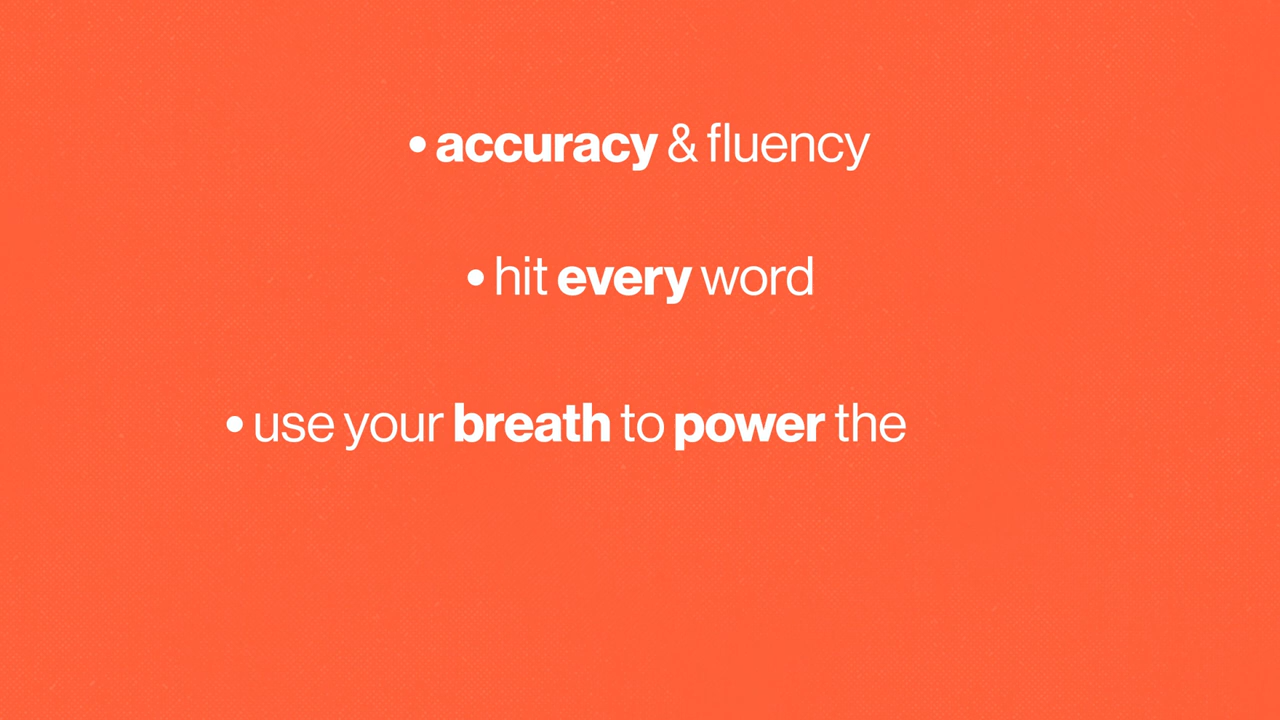 • accuracy & fluency
• hit every word
• use your breath to power the